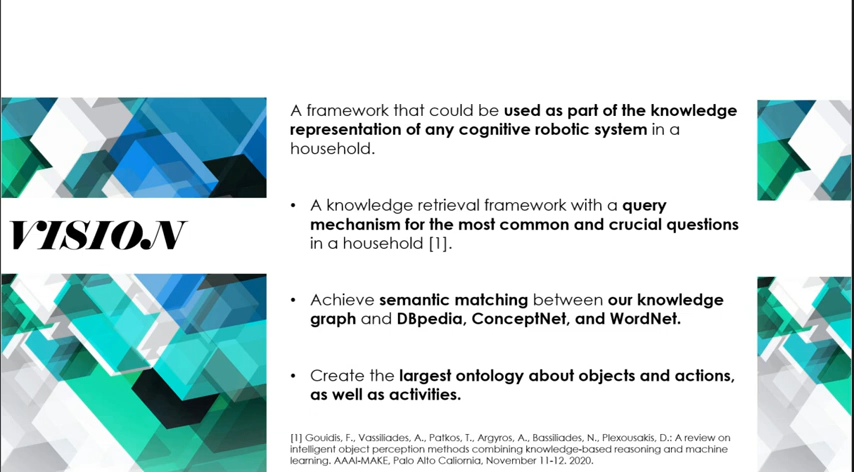 A framework that could be used as part of the knowledge
representation of any cognitive robotic system in a
household.
VISION
• A knowledge retrieval framework with a query
mechanism for the most common and crucial questions
in a household [1].
• Achieve semantic matching between our knowledge
graph and DBpedia, ConceptNet, and WordNet.
• Create the largest ontology about objects and actions,
as well as activities.
[1] Gouidis, F., Vassiliades, A., Patkos, T., Argyros, A., Bassiliades, N., Plexousakis, D.: A review on
intelligent object perception methods combining knowledge-based reasoning and machine
learning. AAAI-MAKE, Palo Alto Caliornia, November 11-12. 2020.